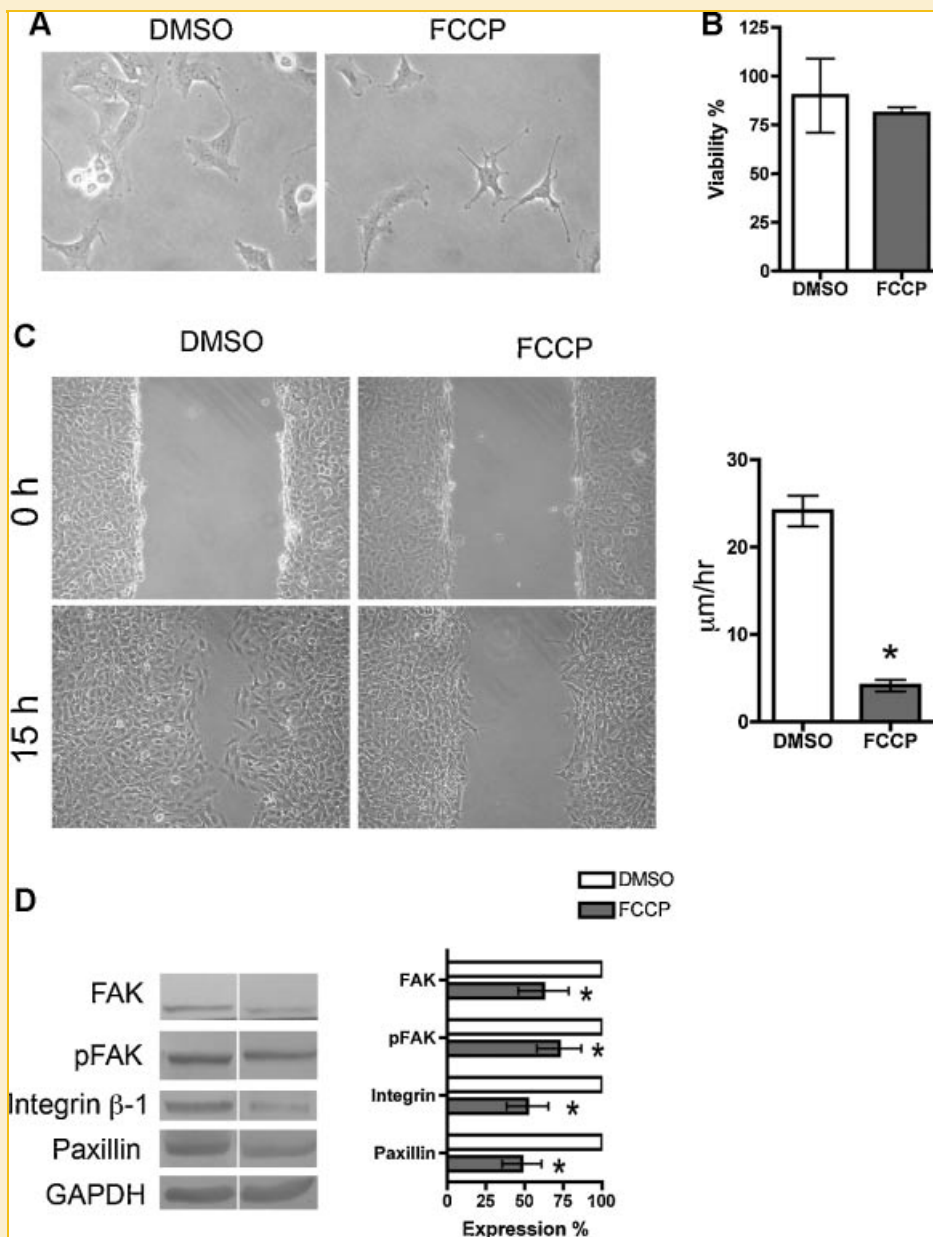 A
DMSO
FCCP
B
Viability %
125
100
75
50
25
0
DMSO
FCCP
C
DMSO
FCCP
0 h
15 h
μm/hr
30
20
10
0
*
DMSO
FCCP
D
DMSO
FCCP
FAK
pFAK
Integrin β-1
Paxillin
GAPDH
FAK
*
pFAK
*
Integrin
*
Paxillin
*
0 25 50 75 100
Expression %